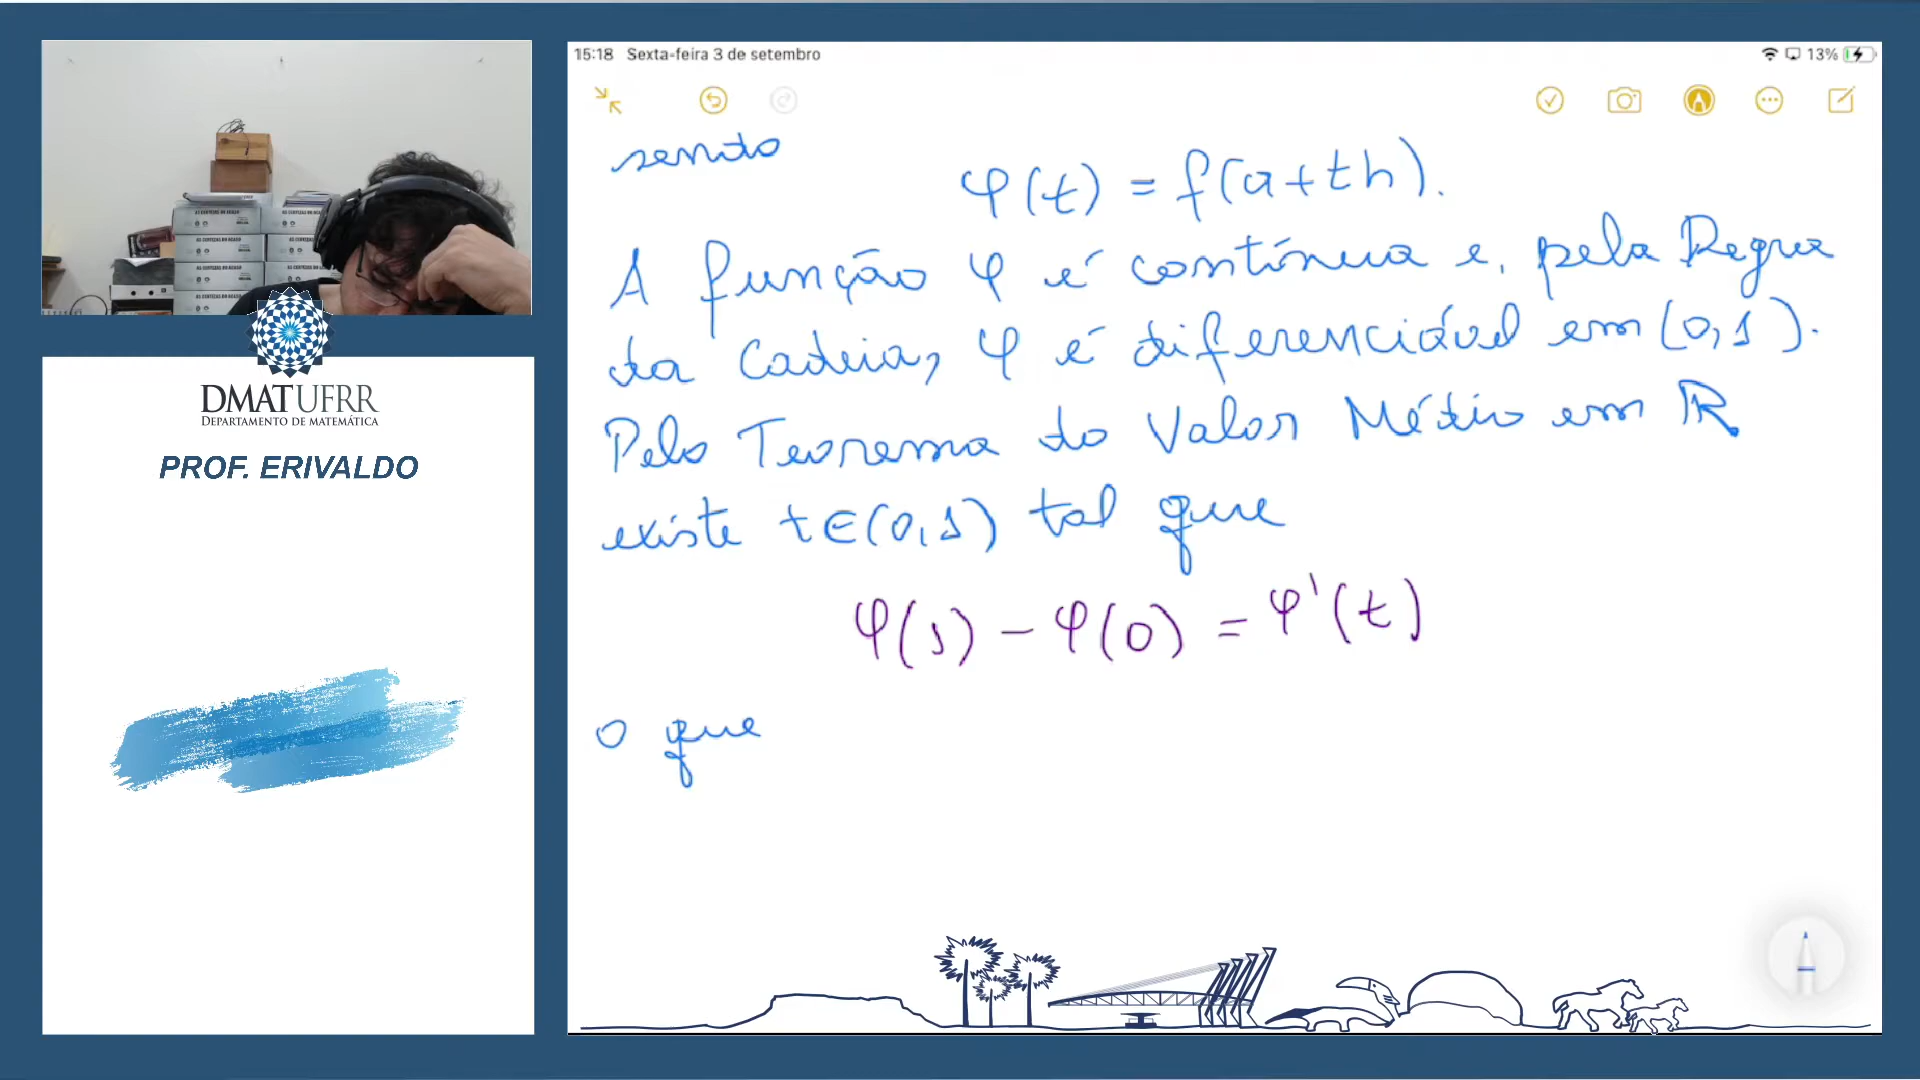 15:18 Sexta-feira 3 de setembro
13%
sendo
φ(t) = f(a+th).
A função φ é contínua e, pela Regra
da Cadeia, φ é diferenciável em (0,1).
Pelo Teorema do Valor Médio em ℝ
existe t∈(0,1) tal que
φ(1) - φ(0) = φ'(t)
o que
DMATUFRR
DEPARTAMENTO DE MATEMÁTICA
PROF. ERIVALDO